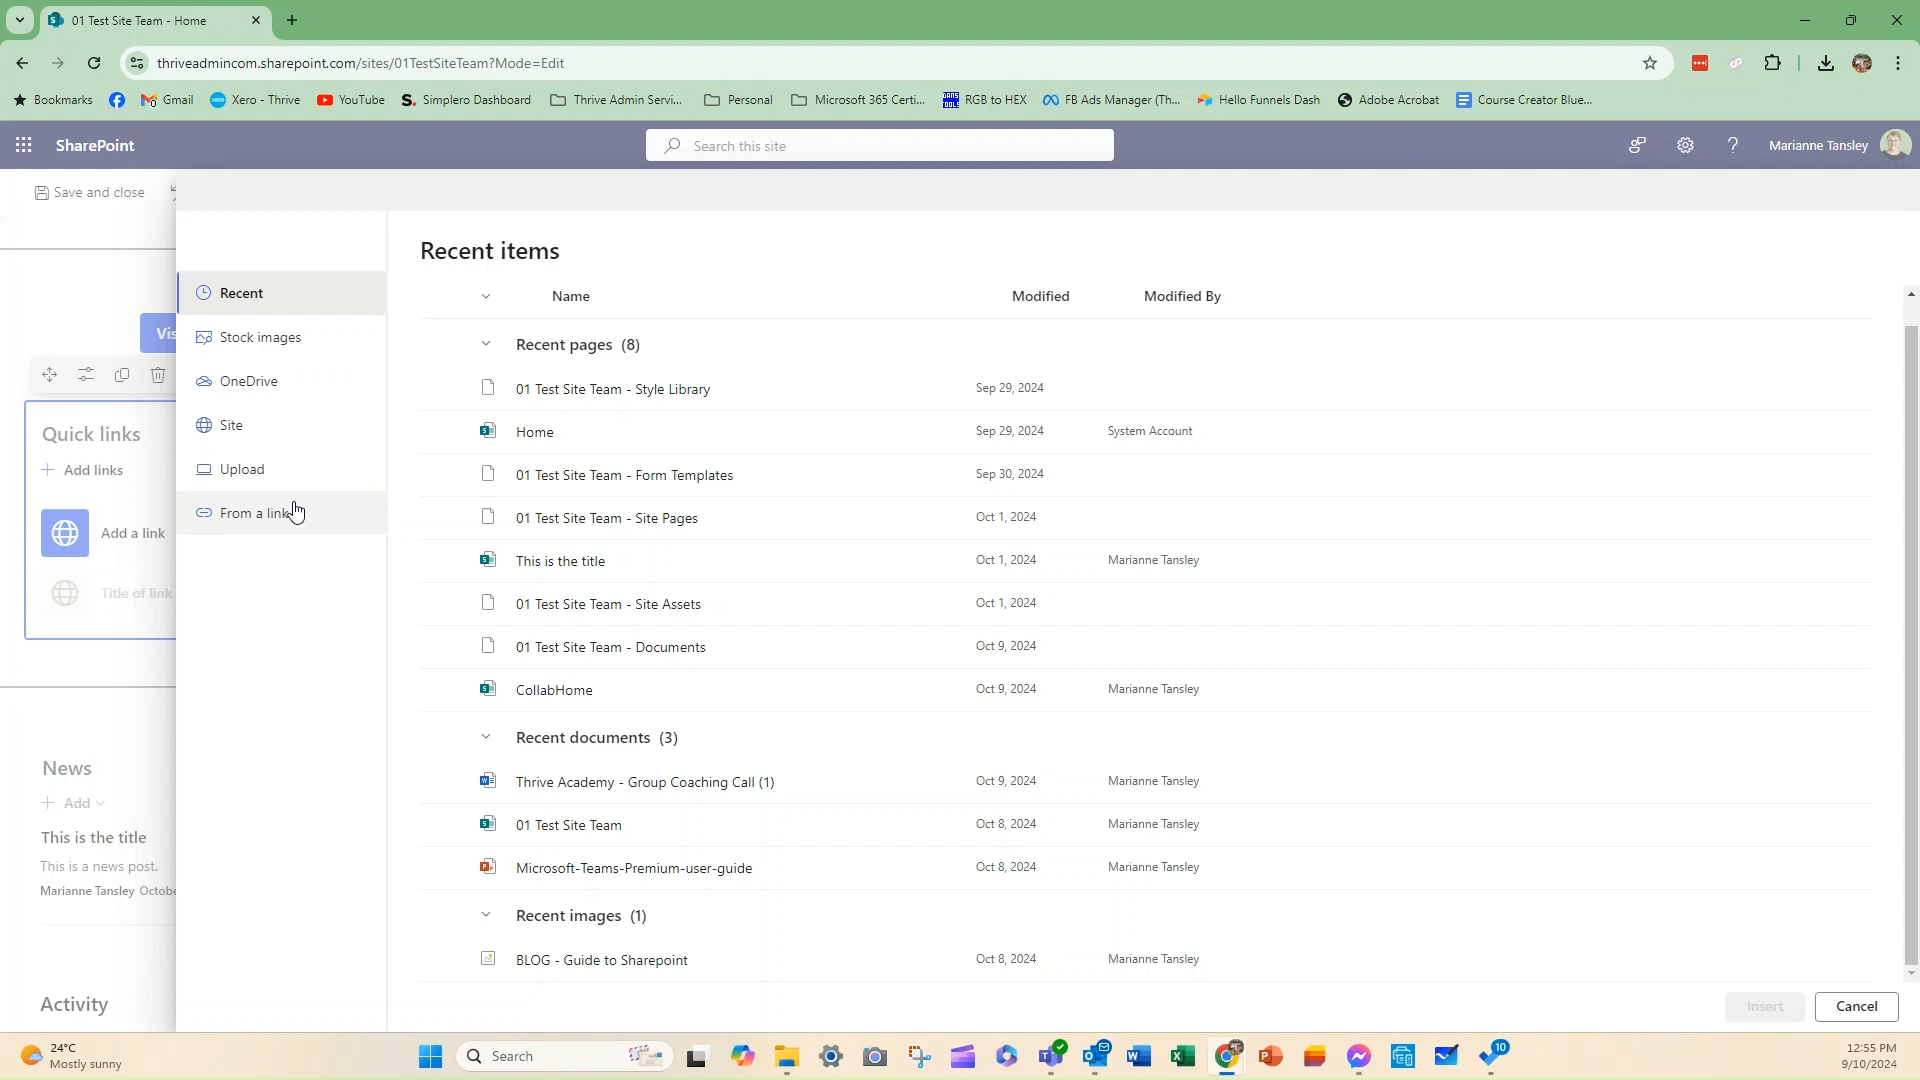 01 Test Site Team - Home
thriveadmincom.sharepoint.com/sites/01TestSiteTeam?Mode=Edit
Bookmarks
Gmail
Xero - Thrive
YouTube
Simplero Dashboard
Thrive Admin Servi...
Personal
Microsoft 365 Certi...
RGB to HEX
FB Ads Manager (Th...
Hello Funnels Dash
Adobe Acrobat
Course Creator Blue...
SharePoint
Search this site
Marianne Tansley
Save and close
Vis
Quick links
Add links
Add a link
Title of link
News
Add
This is the title
This is a news post.
Marianne Tansley Octobe
Activity
Recent
Stock images
OneDrive
Site
Upload
From a link
Recent items
Name Modified Modified By
Recent pages (8)
01 Test Site Team - Style Library Sep 29, 2024
Home Sep 29, 2024 System Account
01 Test Site Team - Form Templates Sep 30, 2024
01 Test Site Team - Site Pages Oct 1, 2024
This is the title Oct 1, 2024 Marianne Tansley
01 Test Site Team - Site Assets Oct 1, 2024
01 Test Site Team - Documents Oct 9, 2024
CollabHome Oct 9, 2024 Marianne Tansley
Recent documents (3)
Thrive Academy - Group Coaching Call (1) Oct 9, 2024 Marianne Tansley
01 Test Site Team Oct 8, 2024 Marianne Tansley
Microsoft-Teams-Premium-user-guide Oct 8, 2024 Marianne Tansley
Recent images (1)
BLOG - Guide to Sharepoint Oct 8, 2024 Marianne Tansley
Insert
Cancel
24°C
Mostly sunny
Search
10
12:55 PM
9/10/2024